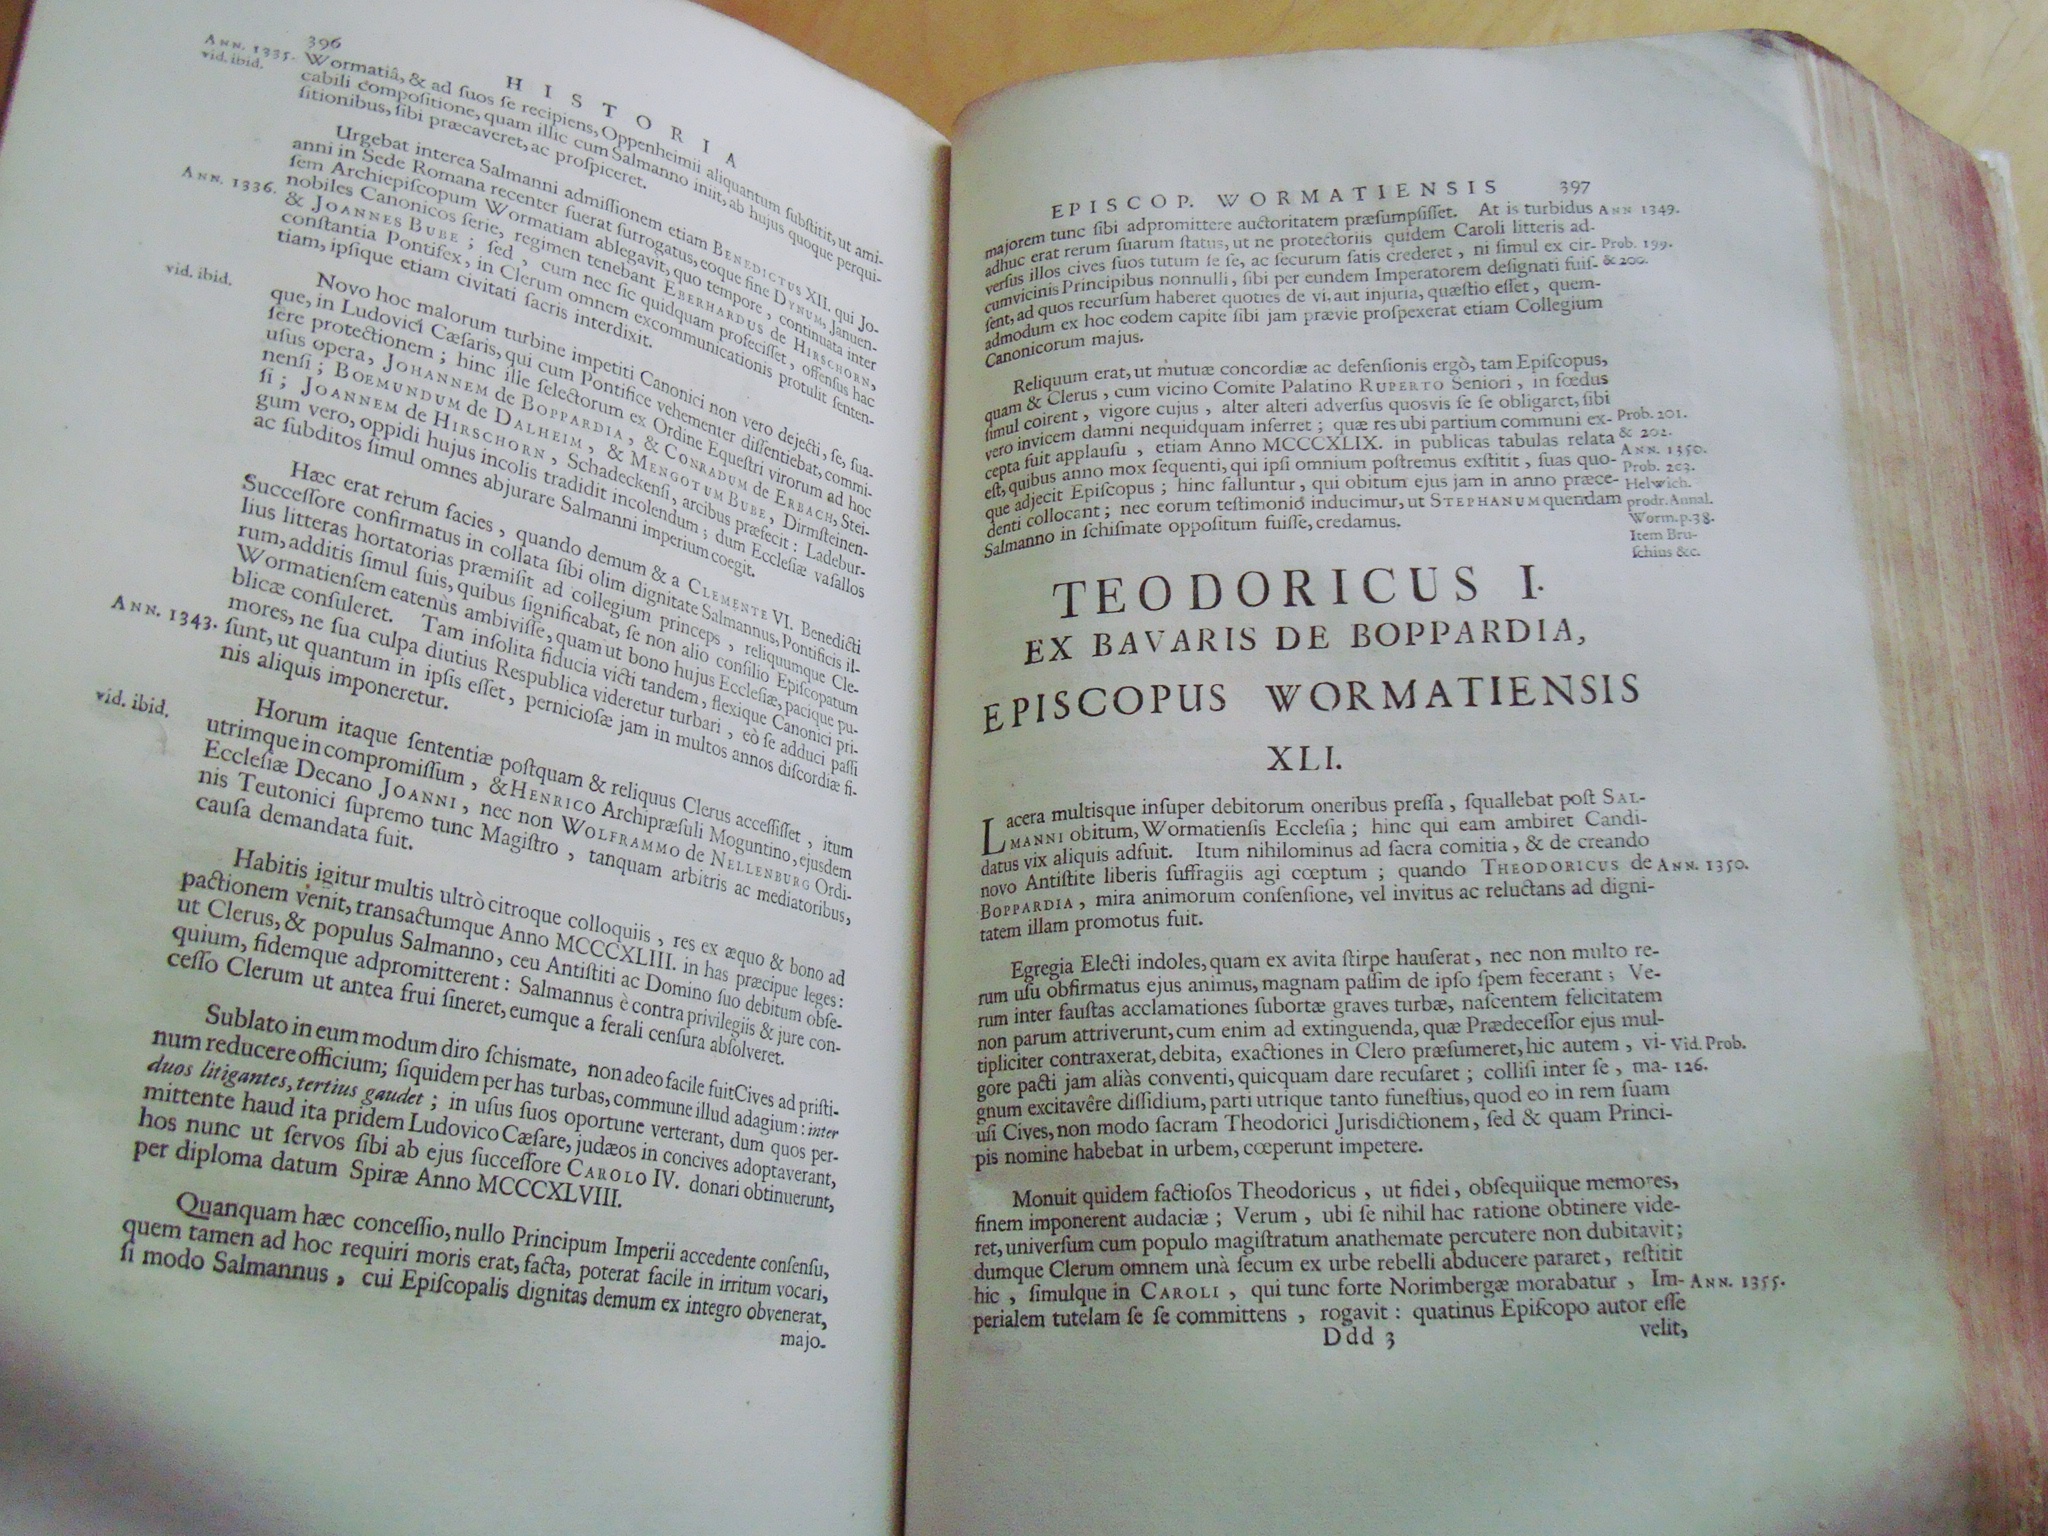 396
HISTORIA
Ann. 1335.
vid. ibid.
Wormatiâ, & ad ſuos ſe recipiens, Oppenheimii aliquantum ſubſtitit, ut ami-
cabili compoſitione, quam illic cum Salmanno iniit, ab hujus quoque perqui-
ſitionibus, ſibi præcaveret, ac proſpiceret.
Urgebat interea Salmanni admiſſionem etiam BENEDICTUS XII. qui Jo-
anni in Sede Romana recenter fuerat ſurrogatus, eoque fine DYNUM, Januen-
ſem Archiepiſcopum Wormatiam ablegavit, quo tempore, continuata inter
Ann. 1336.
nobiles Canonicos ſerie, regimen tenebant EBERHARDUS de HIRSCHORN,
& JOANNES BUBE; ſed, cum nec ſic quidquam profeciſſet, offenſus hac
conſtantia Pontifex, in Clerum omnem excommunicationis protulit ſenten-
tiam, ipſique etiam civitati ſacris interdixit.
vid. ibid.
Novo hoc malorum turbine impetiti Canonici non vero dejecti, ſe, ſua-
que, in Ludovici Cæſaris, qui cum Pontifice vehementer diſſentiebat, commi-
ſere protectionem; hinc ille ſelectorum ex Ordine Equeſtri virorum ad hoc
uſus opera, JOHANNEM de BOPPARDIA, & CONRADUM de ERBACH, Stei-
nenſi; BOEMUNDUM de DALHEIM, & MENGOTUM BUBE, Dirmſteinen-
ſi; JOANNEM de HIRSCHORN, Schadeckenſi, arcibus præfecit: Ladebur-
gum vero, oppidi hujus incolis tradidit incolendum; dum Eccleſiæ vaſallos
ac ſubditos ſimul omnes abjurare Salmanni imperium coegit.
Hæc erat rerum facies, quando demum & a CLEMENTE VI. Benedicti
Succeſſore confirmatus in collata ſibi olim dignitate Salmannus, Pontificis il-
lius litteras hortatorias præmiſit ad collegium princeps, reliquumque Cle-
rum, additis ſimul ſuis, quibus ſignificabat, ſe non alio conſilio Epiſcopatum
Wormatienſem eatenùs ambiviſſe, quam ut bono hujus Eccleſiæ, pacique pu-
blicæ conſuleret. Tam inſolita fiducia victi tandem, flexique Canonici pri-
mores, ne ſua culpa diutius Reſpublica videretur turbari, eò ſe adduci paſſi
Ann. 1343.
ſunt, ut quantum in ipſis eſſet, pernicioſæ jam in multos annos diſcordiæ fi-
nis aliquis imponeretur.
vid. ibid.
Horum itaque ſententiæ poſtquam & reliquus Clerus acceſſiſſet, itum
utrimque in compromiſſum, & HENRICO Archipræſuli Moguntino, ejusdem
Eccleſiæ Decano JOANNI, nec non WOLFRAMMO de NELLENBURG Ordi-
nis Teutonici ſupremo tunc Magiſtro, tanquam arbitris ac mediatoribus,
cauſa demandata fuit.
Habitis igitur multis ultrò citroque colloquiis, res ex æquo & bono ad
pactionem venit, transactumque Anno MCCCXLIII. in has præcipue leges:
ut Clerus, & populus Salmanno, ceu Antiſtiti ac Domino ſuo debitum obſe-
quium, fidemque adpromitterent: Salmannus è contra privilegiis & jure con-
ceſſo Clerum ut antea frui ſineret, eumque a ferali cenſura abſolveret.
Sublato in eum modum diro ſchismate, non adeo facile fuit Cives ad priſti-
num reducere officium; ſiquidem per has turbas, commune illud adagium: inter
duos litigantes, tertius gaudet; in uſus ſuos oportune verterant, dum quos per-
mittente haud ita pridem Ludovico Cæſare, judæos in concives adoptaverant,
hos nunc ut ſervos ſibi ab ejus ſucceſſore CAROLO IV. donari obtinuerunt,
per diploma datum Spiræ Anno MCCCXLVIII.
Quanquam hæc conceſſio, nullo Principum Imperii accedente conſenſu,
quem tamen ad hoc requiri moris erat, facta, poterat facile in irritum vocari,
ſi modo Salmannus, cui Epiſcopalis dignitas demum ex integro obvenerat,
majo-
EPISCOP. WORMATIENSIS 397
majorem tunc ſibi adpromittere auctoritatem præſumpſiſſet. At is turbidus Ann 1349.
adhuc erat rerum ſuarum ſtatus, ut ne protectoriis quidem Caroli litteris ad-
verſus illos cives ſuos tutum ſe ſe, ac ſecurum ſatis crederet, ni ſimul ex cir- Prob. 199.
cumvicinis Principibus nonnulli, ſibi per eundem Imperatorem deſignati fuiſ- & 200.
ſent, ad quos recurſum haberet quoties de vi aut injuria, quæſtio eſſet, quem-
admodum ex hoc eodem capite ſibi jam prævie proſpexerat etiam Collegium
Canonicorum majus.
Reliquum erat, ut mutuæ concordiæ ac defenſionis ergò, tam Epiſcopus,
quam & Clerus, cum vicino Comite Palatino RUPERTO Seniori, in fœdus
ſimul coirent, vigore cujus, alter alteri adverſus quosvis ſe ſe obligaret, ſibi
vero invicem damni nequidquam inferret; quæ res ubi partium communi ex- Prob. 201.
cepta fuit applauſu, etiam Anno MCCCXLIX. in publicas tabulas relata & 202.
eſt, quibus anno mox ſequenti, qui ipſi omnium poſtremus exſtitit, ſuas quo- Ann. 1350.
Prob. 203.
que adjecit Epiſcopus; hinc falluntur, qui obitum ejus jam in anno præce- Helwich.
denti collocant; nec eorum teſtimonio inducimur, ut STEPHANUM quendam prodr. Annal.
Salmanno in ſchiſmate oppoſitum fuiſſe, credamus. Worm. p. 38.
Item Bru-
ſchius &c.
TEODORICUS I.
EX BAVARIS DE BOPPARDIA,
EPISCOPUS WORMATIENSIS
XLI.
Lacera multisque inſuper debitorum oneribus preſſa, ſquallebat poſt SAL-
MANNI obitum, Wormatienſis Eccleſia; hinc qui eam ambiret Candi-
datus vix aliquis adfuit. Itum nihilominus ad ſacra comitia, & de creando
novo Antiſtite liberis ſuffragiis agi cœptum; quando THEODORICUS de Ann. 1350.
BOPPARDIA, mira animorum conſenſione, vel invitus ac reluctans ad digni-
tatem illam promotus fuit.
Egregia Electi indoles, quam ex avita ſtirpe hauſerat, nec non multo re-
rum uſu obfirmatus ejus animus, magnam paſſim de ipſo ſpem fecerant; Ve-
rum inter fauſtas acclamationes ſubortæ graves turbæ, naſcentem felicitatem
non parum attriverunt, cum enim ad extinguenda, quæ Prædeceſſor ejus mul-
tipliciter contraxerat, debita, exactiones in Clero præſumeret, hic autem, vi- Vid. Prob.
gore pacti jam aliàs conventi, quicquam dare recuſaret; colliſi inter ſe, ma- 126.
gnum excitavêre diſſidium, parti utrique tanto funeſtius, quod eo in rem ſuam
uſi Cives, non modo ſacram Theodorici Jurisdictionem, ſed & quam Princi-
pis nomine habebat in urbem, cœperunt impetere.
Monuit quidem factioſos Theodoricus, ut fidei, obſequiique memores,
finem imponerent audaciæ; Verum, ubi ſe nihil hac ratione obtinere vide-
ret, univerſum cum populo magiſtratum anathemate percutere non dubitavit;
dumque Clerum omnem unà ſecum ex urbe rebelli abducere pararet, reſtitit
hic, ſimulque in CAROLI, qui tunc forte Norimbergæ morabatur, Im- Ann. 1355.
perialem tutelam ſe ſe committens, rogavit: quatinus Epiſcopo autor eſſe
Ddd 3 velit,